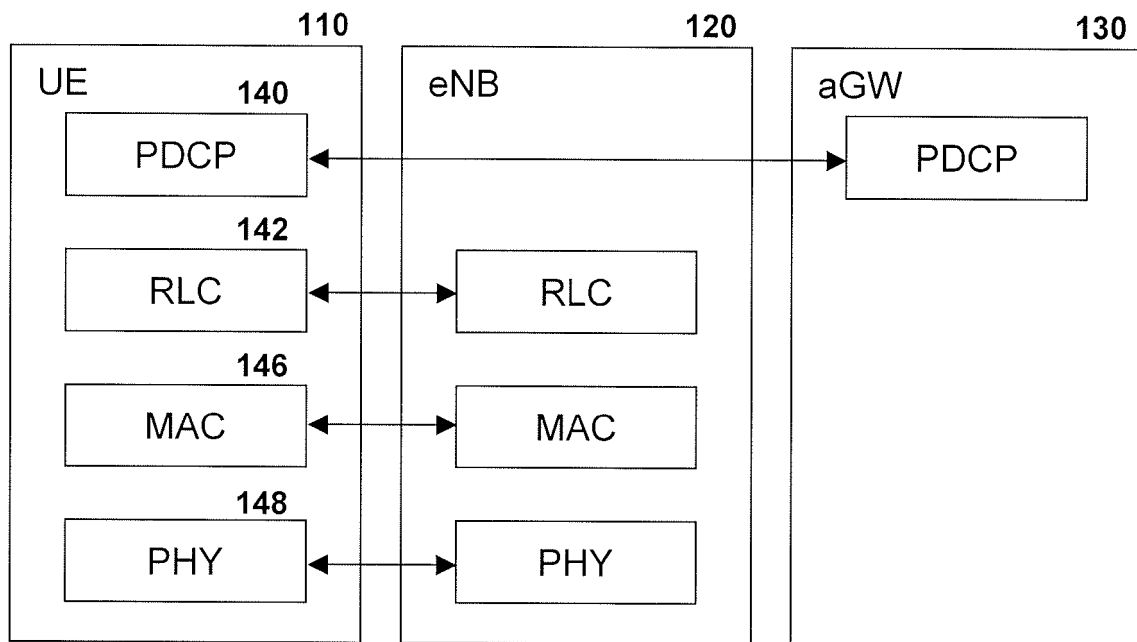 110
120
130
UE
eNB
aGW
140
PDCP
PDCP
142
RLC
RLC
146
MAC
MAC
148
PHY
PHY